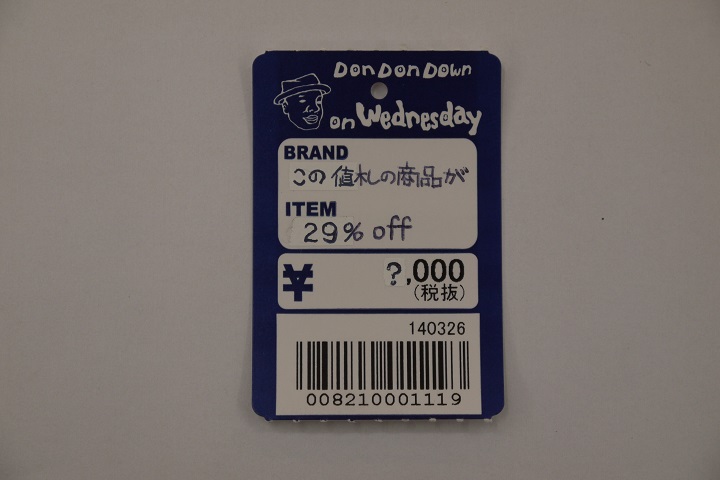 Don Don Down
on Wednesday
BRAND
この値札の商品が
ITEM
29% off
¥ ?,000
(税抜)
140326
008210001119